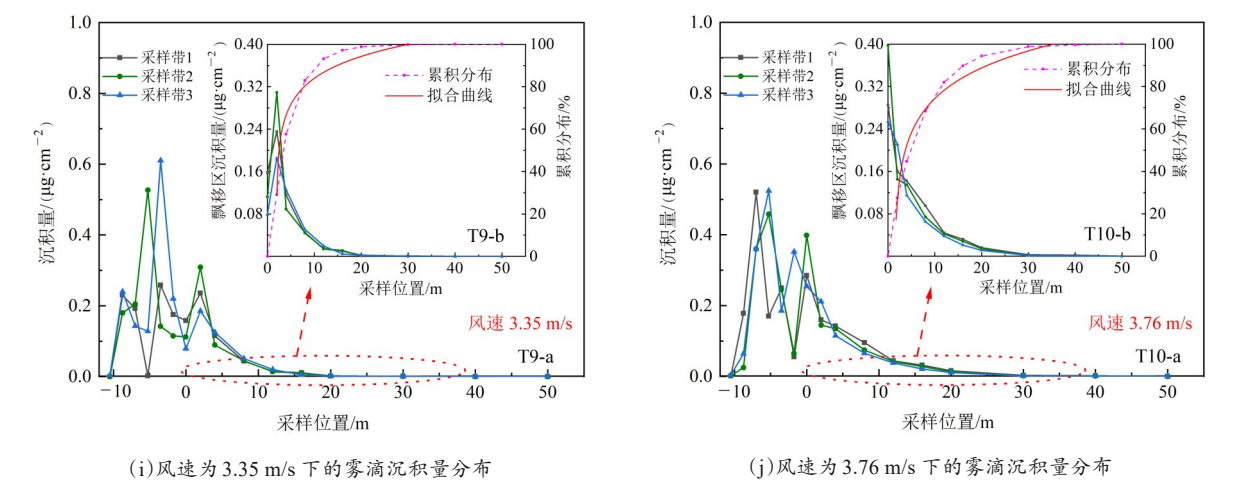 1.0
0.8
0.6
0.4
0.2
0.0
沉积量/(μg·cm−2)
采样带1
采样带2
采样带3
0.40
0.32
0.24
0.16
0.08
飘移区沉积量/(μg·cm−2)
累积分布
拟合曲线
100
80
60
40
20
0
累积分布/%
T9-b
0 10 20 30 40 50
采样位置/m
风速 3.35 m/s
T9-a
−10 0 10 20 30 40 50
采样位置/m
(i)风速为 3.35 m/s 下的雾滴沉积量分布
1.0
0.8
0.6
0.4
0.2
0.0
沉积量/(μg·cm−2)
采样带1
采样带2
采样带3
0.40
0.32
0.24
0.16
0.08
飘移区沉积量/(μg·cm−2)
累积分布
拟合曲线
100
80
60
40
20
0
累积分布/%
T10-b
0 10 20 30 40 50
采样位置/m
风速 3.76 m/s
T10-a
−10 0 10 20 30 40 50
采样位置/m
(j)风速为 3.76 m/s 下的雾滴沉积量分布